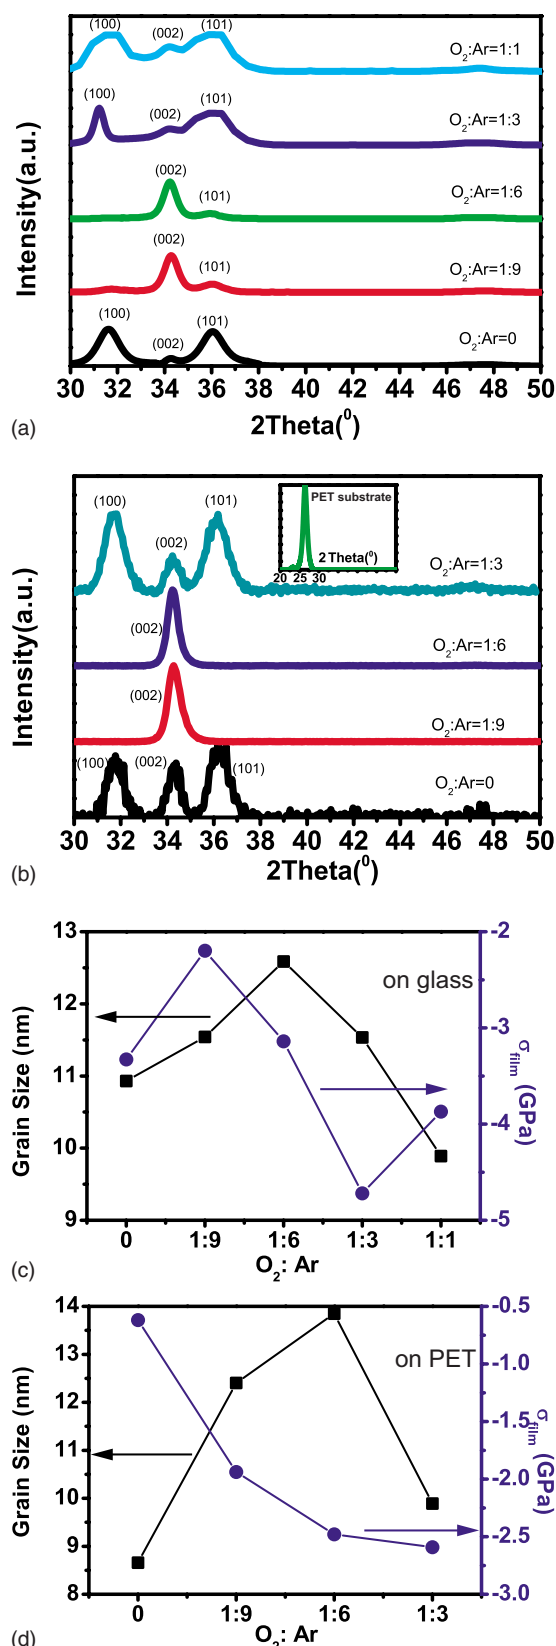 (100)
(002)
(101)
O₂:Ar=1:1
(100)
(002)
(101)
O₂:Ar=1:3
(002)
(101)
O₂:Ar=1:6
(002)
(101)
O₂:Ar=1:9
(100)
(002)
(101)
O₂:Ar=0
Intensity(a.u.)
30 32 34 36 38 40 42 44 46 48 50
2Theta(⁰)
(a)
(100)
(002)
(101)
PET substrate
2Theta(⁰)
20 25 30
O₂:Ar=1:3
(002)
O₂:Ar=1:6
(002)
O₂:Ar=1:9
(100)
(002)
(101)
O₂:Ar=0
Intensity(a.u.)
30 32 34 36 38 40 42 44 46 48 50
2Theta(⁰)
(b)
13
12
11
10
9
Grain Size (nm)
on glass
-2
-3
-4
-5
σfilm (GPa)
0 1:9 1:6 1:3 1:1
O₂: Ar
(c)
14
13
12
11
10
9
8
Grain Size (nm)
on PET
-0.5
-1.0
-1.5
-2.0
-2.5
-3.0
σfilm (GPa)
0 1:9 1:6 1:3
O₂: Ar
(d)